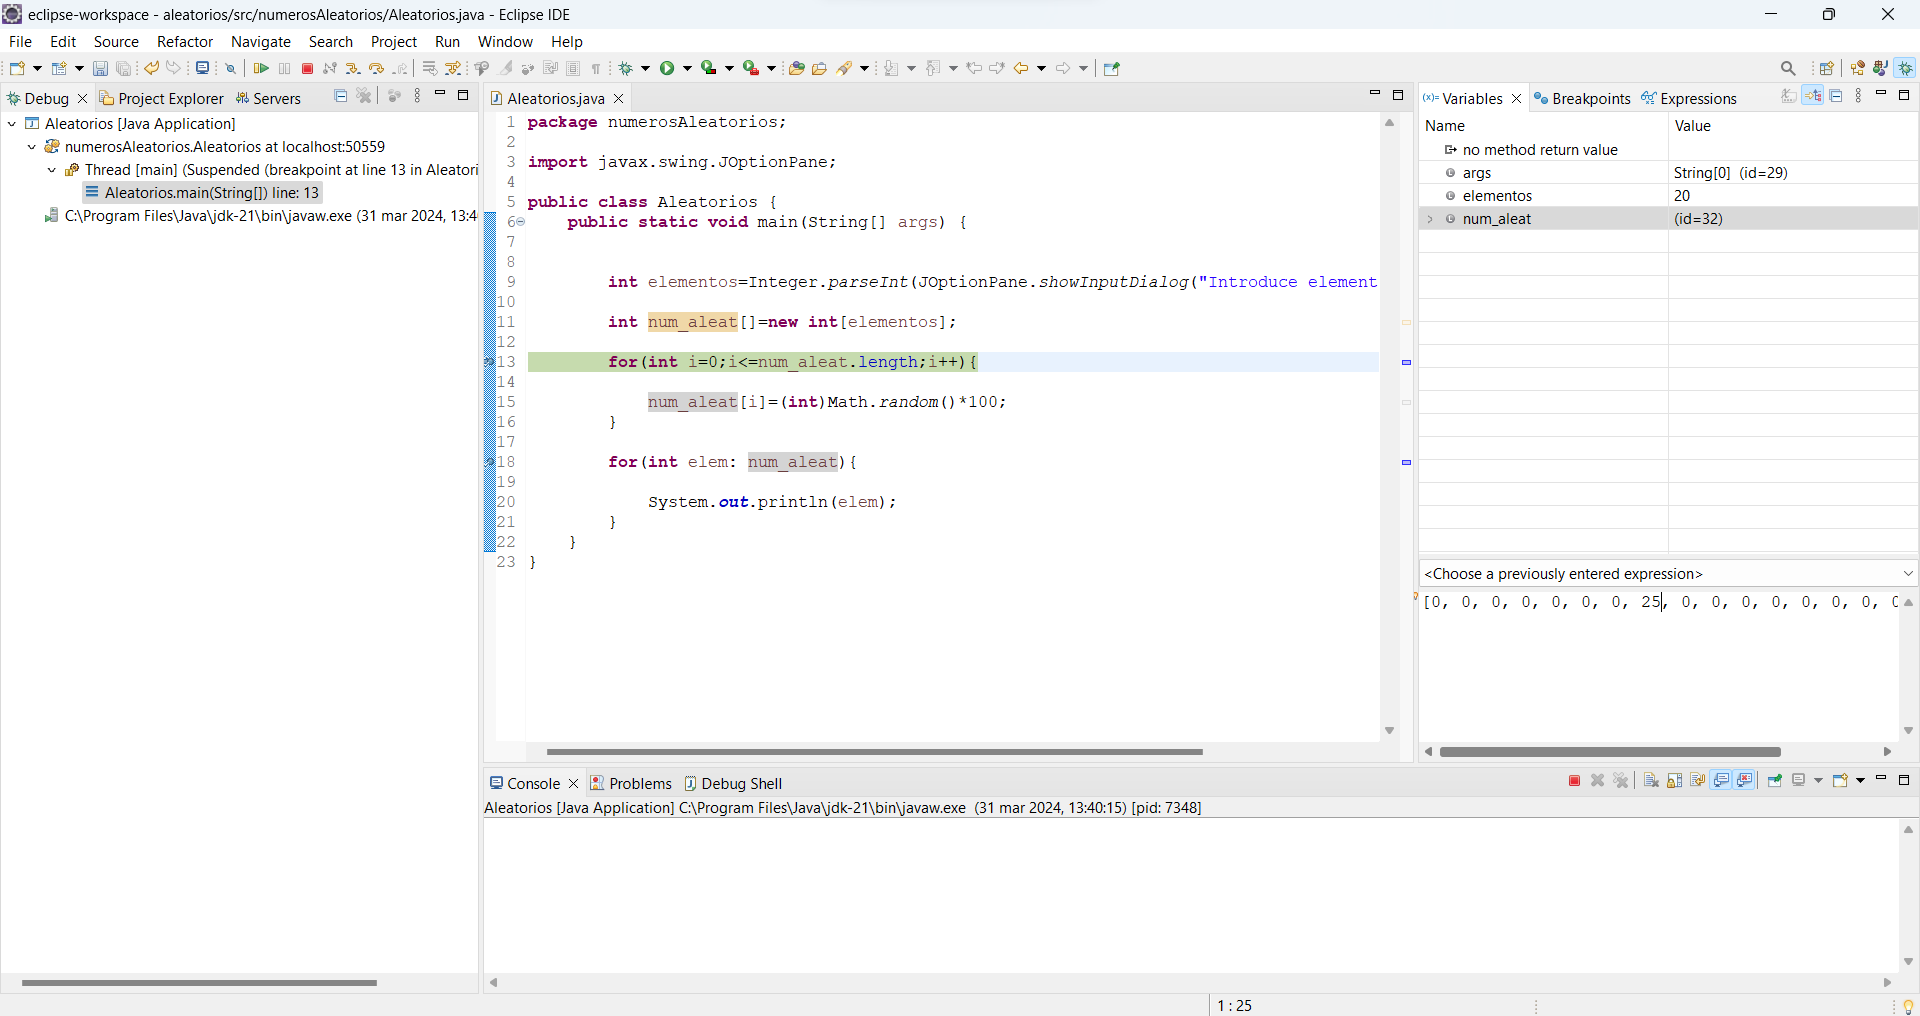 eclipse-workspace - aleatorios/src/numerosAleatorios/Aleatorios.java - Eclipse IDE
File Edit Source Refactor Navigate Search Project Run Window Help
Debug Project Explorer Servers
Aleatorios [Java Application]
numerosAleatorios.Aleatorios at localhost:50559
Thread [main] (Suspended (breakpoint at line 13 in Aleatori
Aleatorios.main(String[]) line: 13
C:\Program Files\Java\jdk-21\bin\javaw.exe (31 mar 2024, 13:4
Aleatorios.java
1 package numerosAleatorios;
2
3 import javax.swing.JOptionPane;
4
5 public class Aleatorios {
6 public static void main(String[] args) {
7
8
9 int elementos=Integer.parseInt(JOptionPane.showInputDialog("Introduce element
10
11 int num_aleat[]=new int[elementos];
12
13 for(int i=0;i<=num_aleat.length;i++){
14
15 num_aleat[i]=(int)Math.random()*100;
16 }
17
18 for(int elem: num_aleat){
19
20 System.out.println(elem);
21 }
22 }
23 }
(x)= Variables Breakpoints Expressions
Name Value
no method return value
args String[0] (id=29)
elementos 20
num_aleat (id=32)
<Choose a previously entered expression>
[0, 0, 0, 0, 0, 0, 0, 25, 0, 0, 0, 0, 0, 0, 0, 0
Console Problems Debug Shell
Aleatorios [Java Application] C:\Program Files\Java\jdk-21\bin\javaw.exe (31 mar 2024, 13:40:15) [pid: 7348]
1 : 25